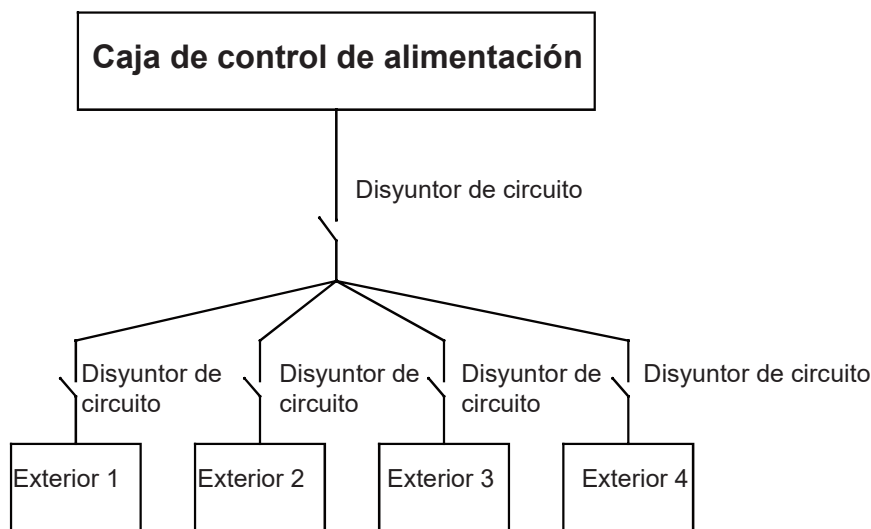 Caja de control de alimentación
Disyuntor de circuito
Disyuntor de
circuito
Disyuntor de
circuito
Disyuntor de
circuito
Disyuntor de circuito
Exterior 1
Exterior 2
Exterior 3
Exterior 4